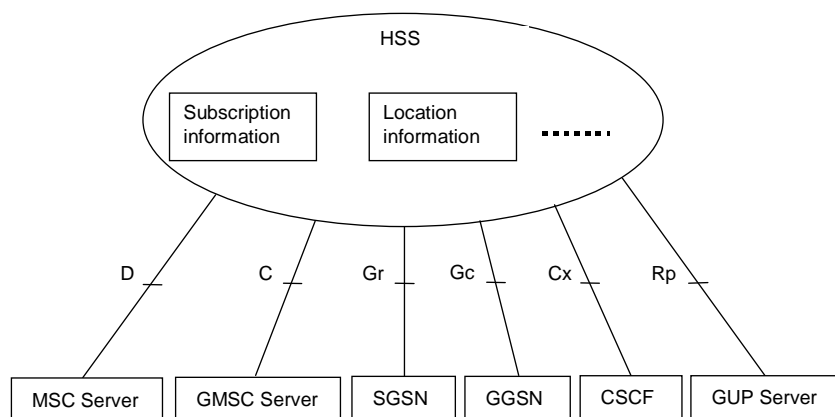 HSS
Subscription
information
Location
information
D
C
Gr
Gc
Cx
Rp
MSC Server
GMSC Server
SGSN
GGSN
CSCF
GUP Server